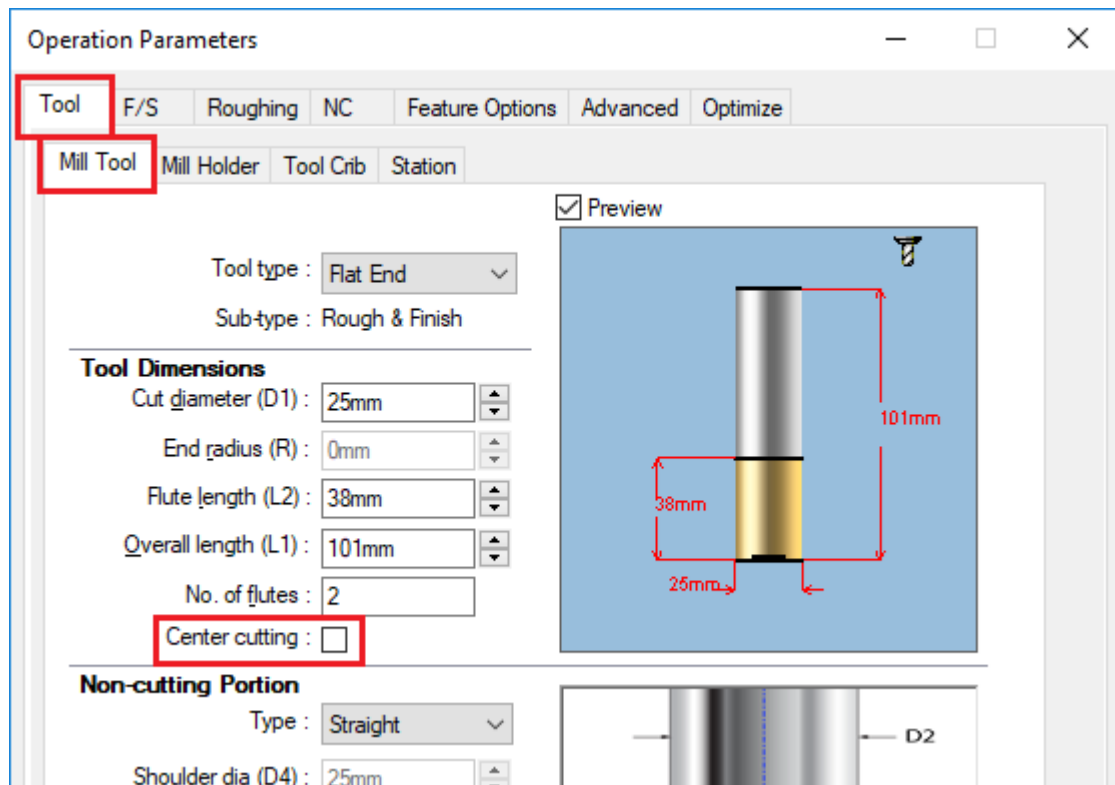 Operation Parameters
Tool F/S Roughing NC Feature Options Advanced Optimize
Mill Tool Mill Holder Tool Crib Station
Preview
Tool type : Flat End
Sub-type : Rough & Finish
Tool Dimensions
Cut diameter (D1) : 25mm
End radius (R) : 0mm
Flute length (L2) : 38mm
Overall length (L1) : 101mm
No. of flutes : 2
Center cutting :
101mm
38mm
25mm
Non-cutting Portion
Type : Straight
Shoulder dia (D4) : 25mm
D2